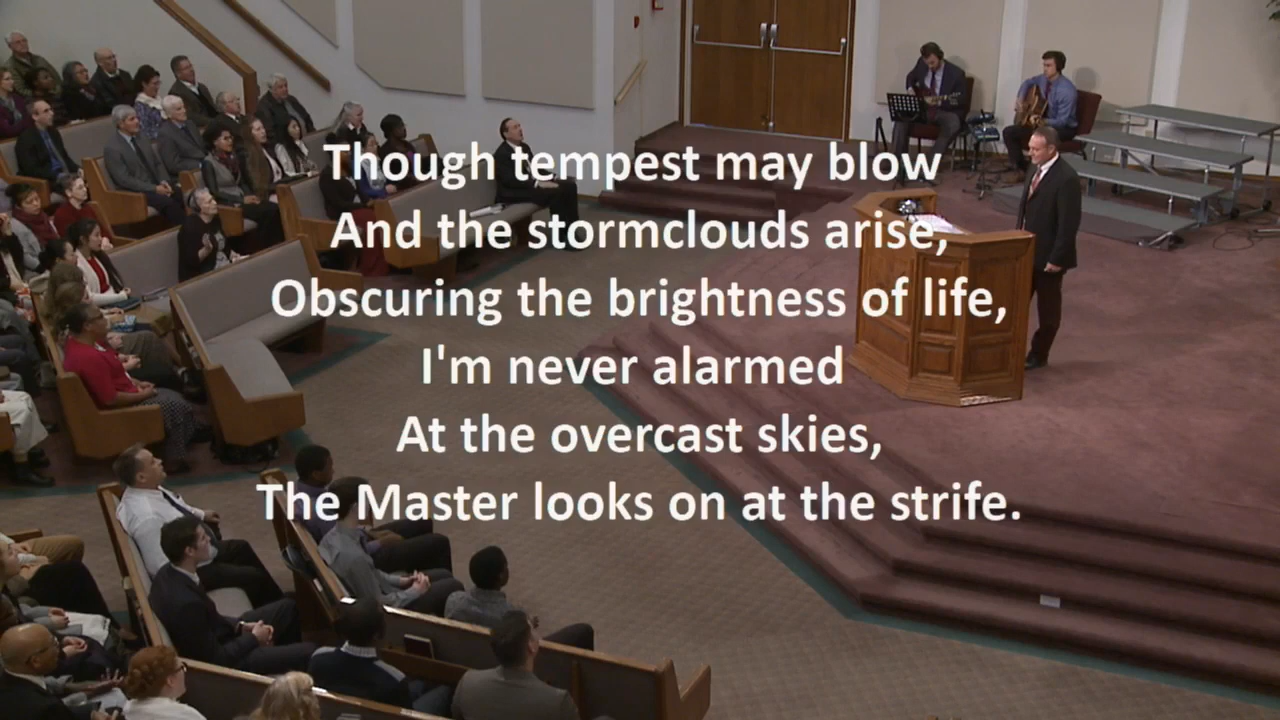 Though tempest may blow
And the stormclouds arise,
Obscuring the brightness of life,
I'm never alarmed
At the overcast skies,
The Master looks on at the strife.